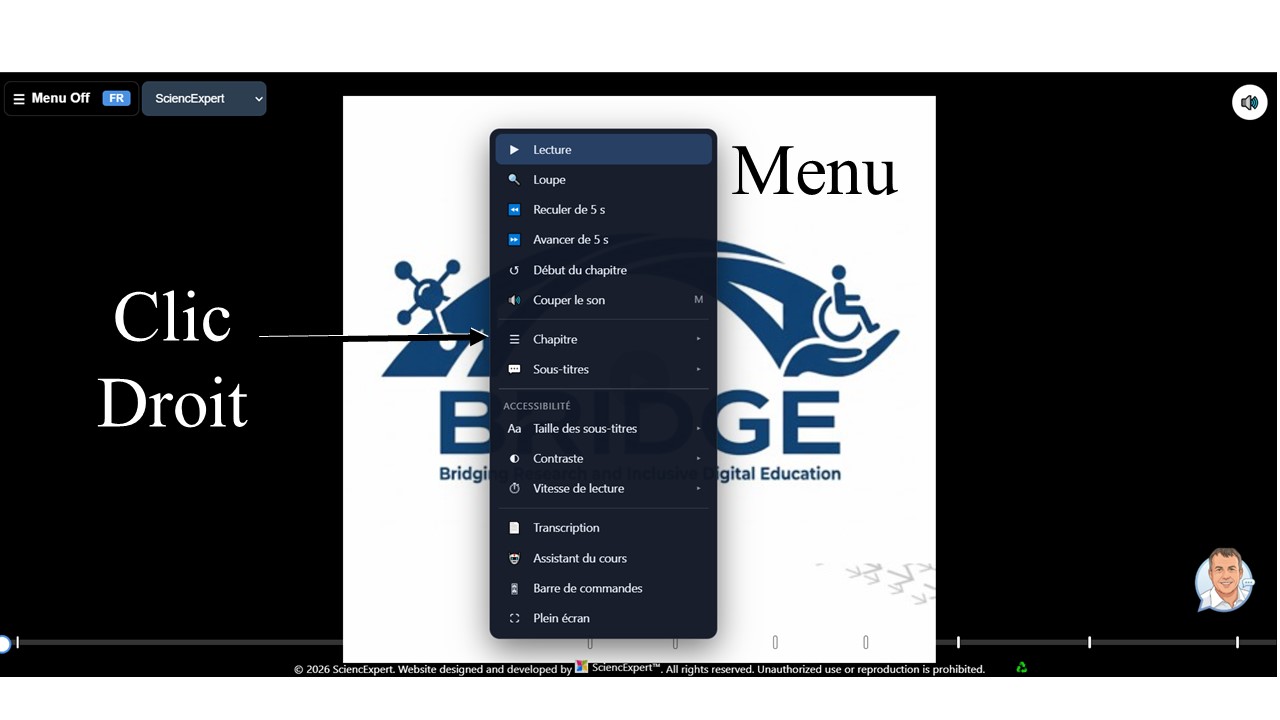 Menu Off FR SciencExpert
Menu
Lecture
Loupe
Reculer de 5 s
Avancer de 5 s
Début du chapitre
Couper le son M
Clic
Droit
Chapitre
Sous-titres
ACCESSIBILITÉ
Aa Taille des sous-titres
Contraste
Vitesse de lecture
Transcription
Assistant du cours
Barre de commandes
Plein écran
BRIDGE
Bridging Research and Inclusive Digital Education
© 2026 SciencExpert. Website designed and developed by SciencExpert™. All rights reserved. Unauthorized use or reproduction is prohibited.